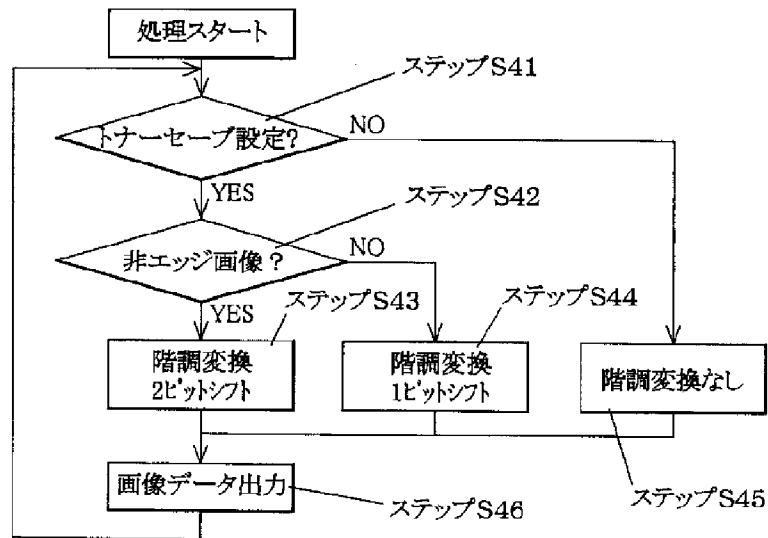 処理スタート
ステップS41
トナーセーブ設定?
NO
YES
ステップS42
非エッジ画像?
NO
YES
ステップS43
ステップS44
階調変換
2ビットシフト
階調変換
1ビットシフト
階調変換なし
画像データ出力
ステップS46
ステップS45